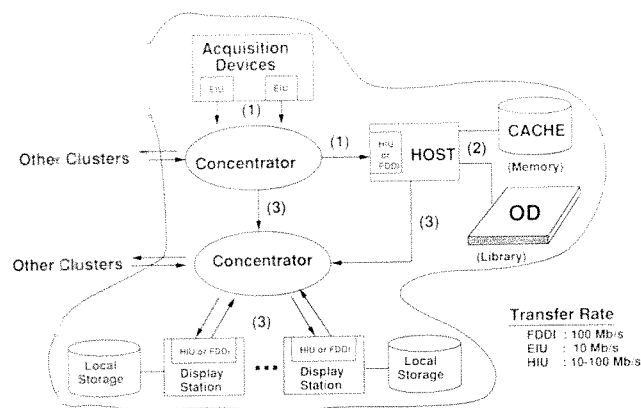 Acquisition
Devices
EIU
EIU
(1)
Other Clusters
Concentrator
(1)
HIU
or
FDDI
HOST
(2)
CACHE
(Memory)
OD
(Library)
(3)
(3)
Other Clusters
Concentrator
(3)
Transfer Rate
FDDI : 100 Mb/s
EIU : 10 Mb/s
HIU : 10-100 Mb/s
Local
Storage
HIU or FDDI
Display
Station
HIU or FDDI
Display
Station
Local
Storage